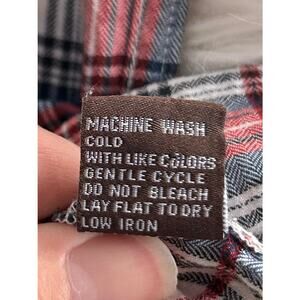 MACHINE WASH
COLD
WITH LIKE COLORS
GENTLE CYCLE
DO NOT BLEACH
LAY FLAT TO DRY
LOW IRON